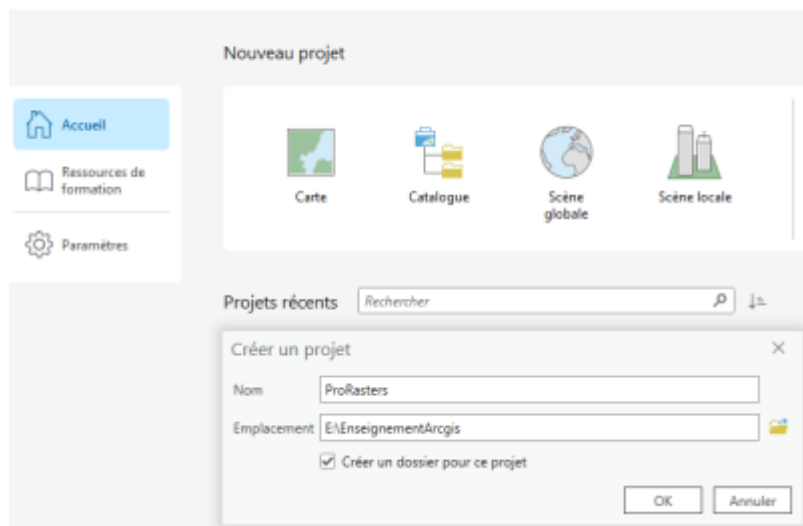 Nouveau projet
Accueil
Ressources de
formation
Paramètres
Carte
Catalogue
Scène
globale
Scène locale
Projets récents
Rechercher
Créer un projet
Nom
ProRasters
Emplacement
E:\EnseignementArcgis
Créer un dossier pour ce projet
OK
Annuler